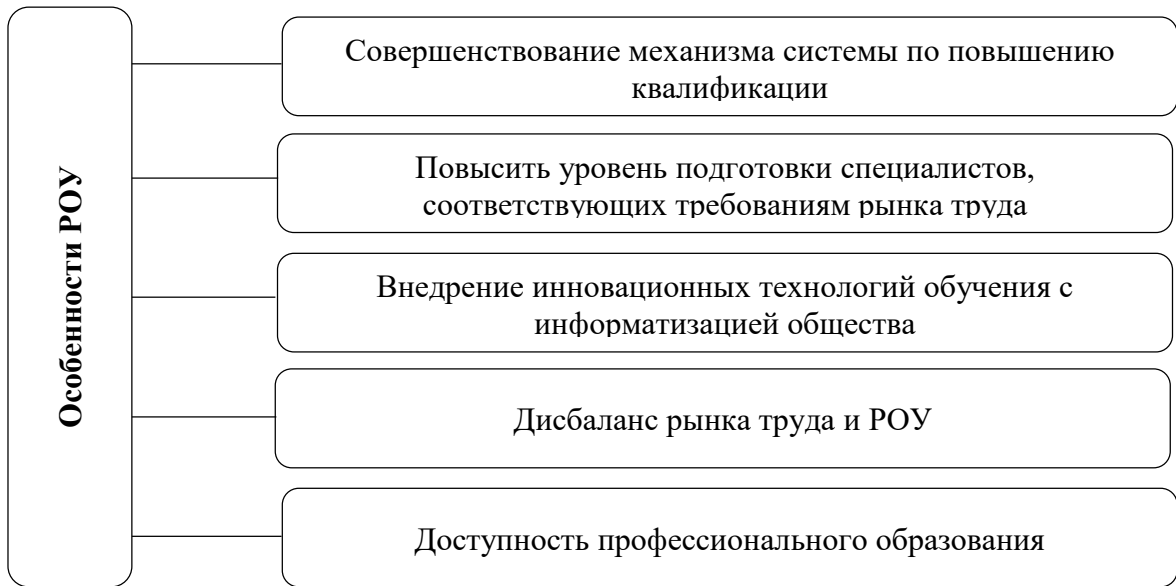 Особенности РОУ
Совершенствование механизма системы по повышению
квалификации
Повысить уровень подготовки специалистов,
соответствующих требованиям рынка труда
Внедрение инновационных технологий обучения с
информатизацией общества
Дисбаланс рынка труда и РОУ
Доступность профессионального образования